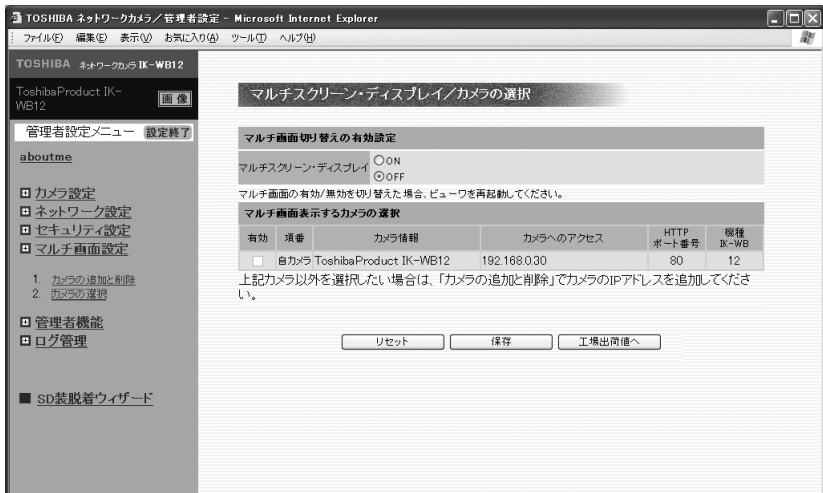 TOSHIBA ネットワークカメラ/管理者設定 - Microsoft Internet Explorer
ファイル(F) 編集(E) 表示(V) お気に入り(A) ツール(T) ヘルプ(H)
TOSHIBA ネットワークカメラ IK-WB12
ToshibaProduct IK-WB12
画像
管理者設定メニュー 設定終了
aboutme
カメラ設定
ネットワーク設定
セキュリティ設定
マルチ画面設定
1. カメラの追加と削除
2. カメラの選択
管理者機能
ログ管理
SD装脱着ウィザード
マルチスクリーン・ディスプレイ/カメラの選択
マルチ画面切り替えの有効設定
マルチスクリーン・ディスプレイ
ON
OFF
マルチ画面の有効/無効を切り替えた場合、ビューワを再起動してください。
マルチ画面表示するカメラの選択
有効 項番 カメラ情報 カメラへのアクセス HTTPポート番号 機種IK-WB
自カメラ ToshibaProduct IK-WB12 192.168.0.30 80 12
上記カメラ以外を選択したい場合は、「カメラの追加と削除」でカメラのIPアドレスを追加してくださ
い。
リセット 保存 工場出荷値へ